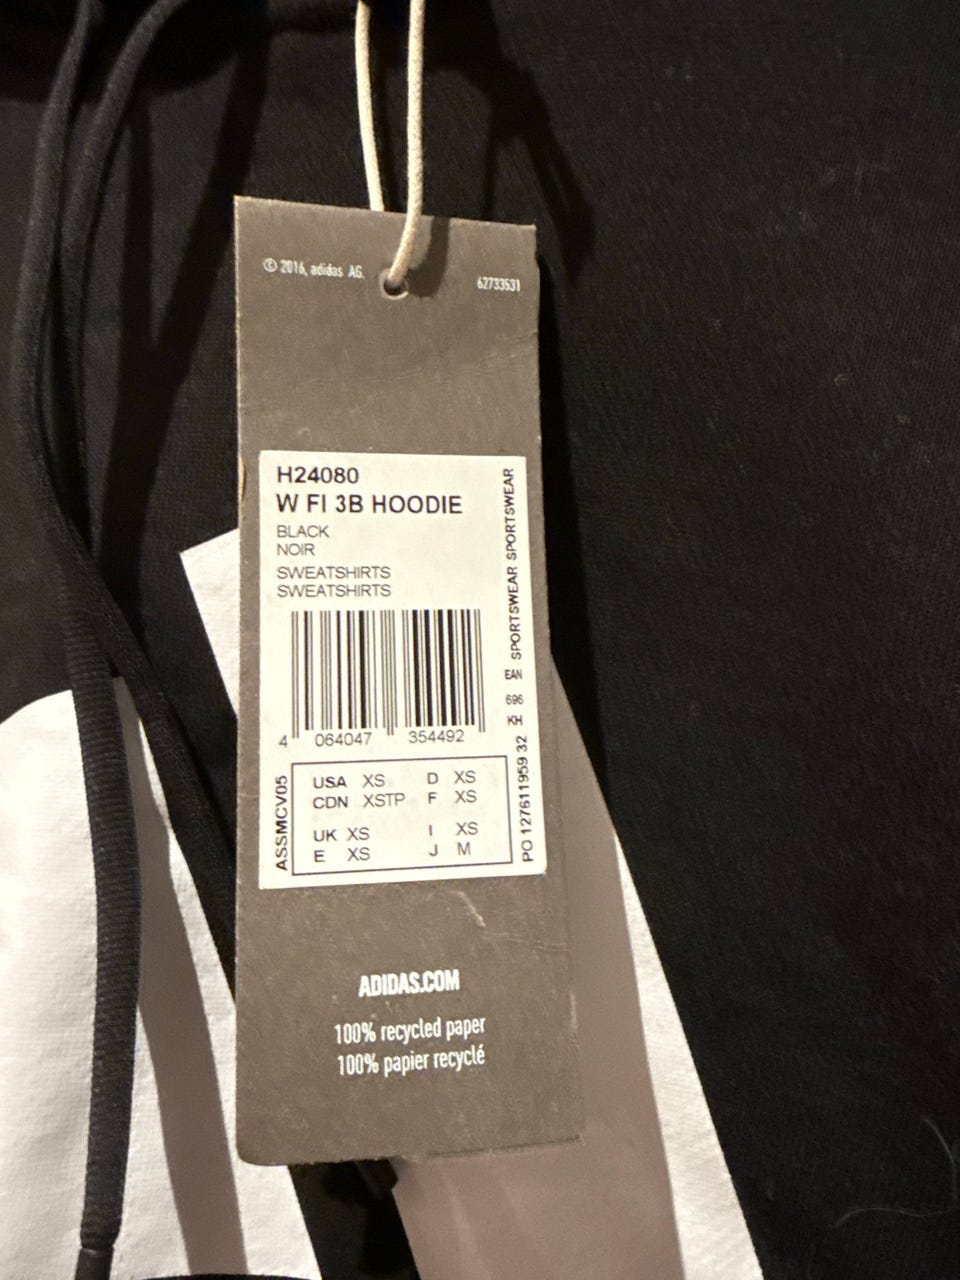 © 2016, adidas AG.
62733531
H24080
W FI 3B HOODIE
BLACK
NOIR
SWEATSHIRTS
SWEATSHIRTS
SPORTSWEAR SPORTSWEAR
EAN
696
KH
PO 127611959 32
4 064047 354492
ASSMCV05
USA XS D XS
CDN XSTP F XS
UK XS I XS
E XS J M
ADIDAS.COM
100% recycled paper
100% papier recyclé